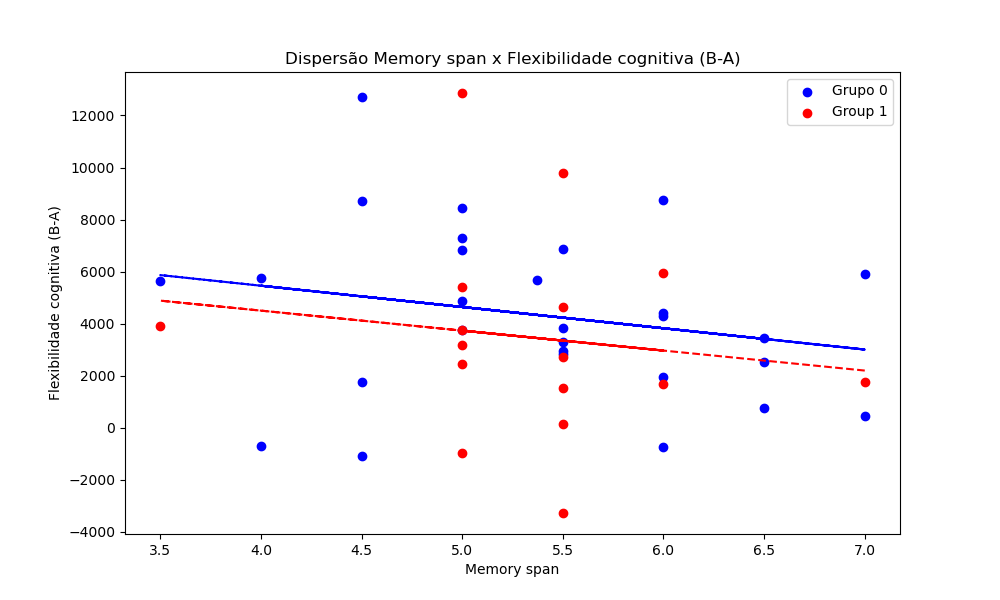 Dispersão Memory span x Flexibilidade cognitiva (B-A)
Grupo 0
Group 1
Flexibilidade cognitiva (B-A)
12000
10000
8000
6000
4000
2000
0
−2000
−4000
3.5 4.0 4.5 5.0 5.5 6.0 6.5 7.0
Memory span